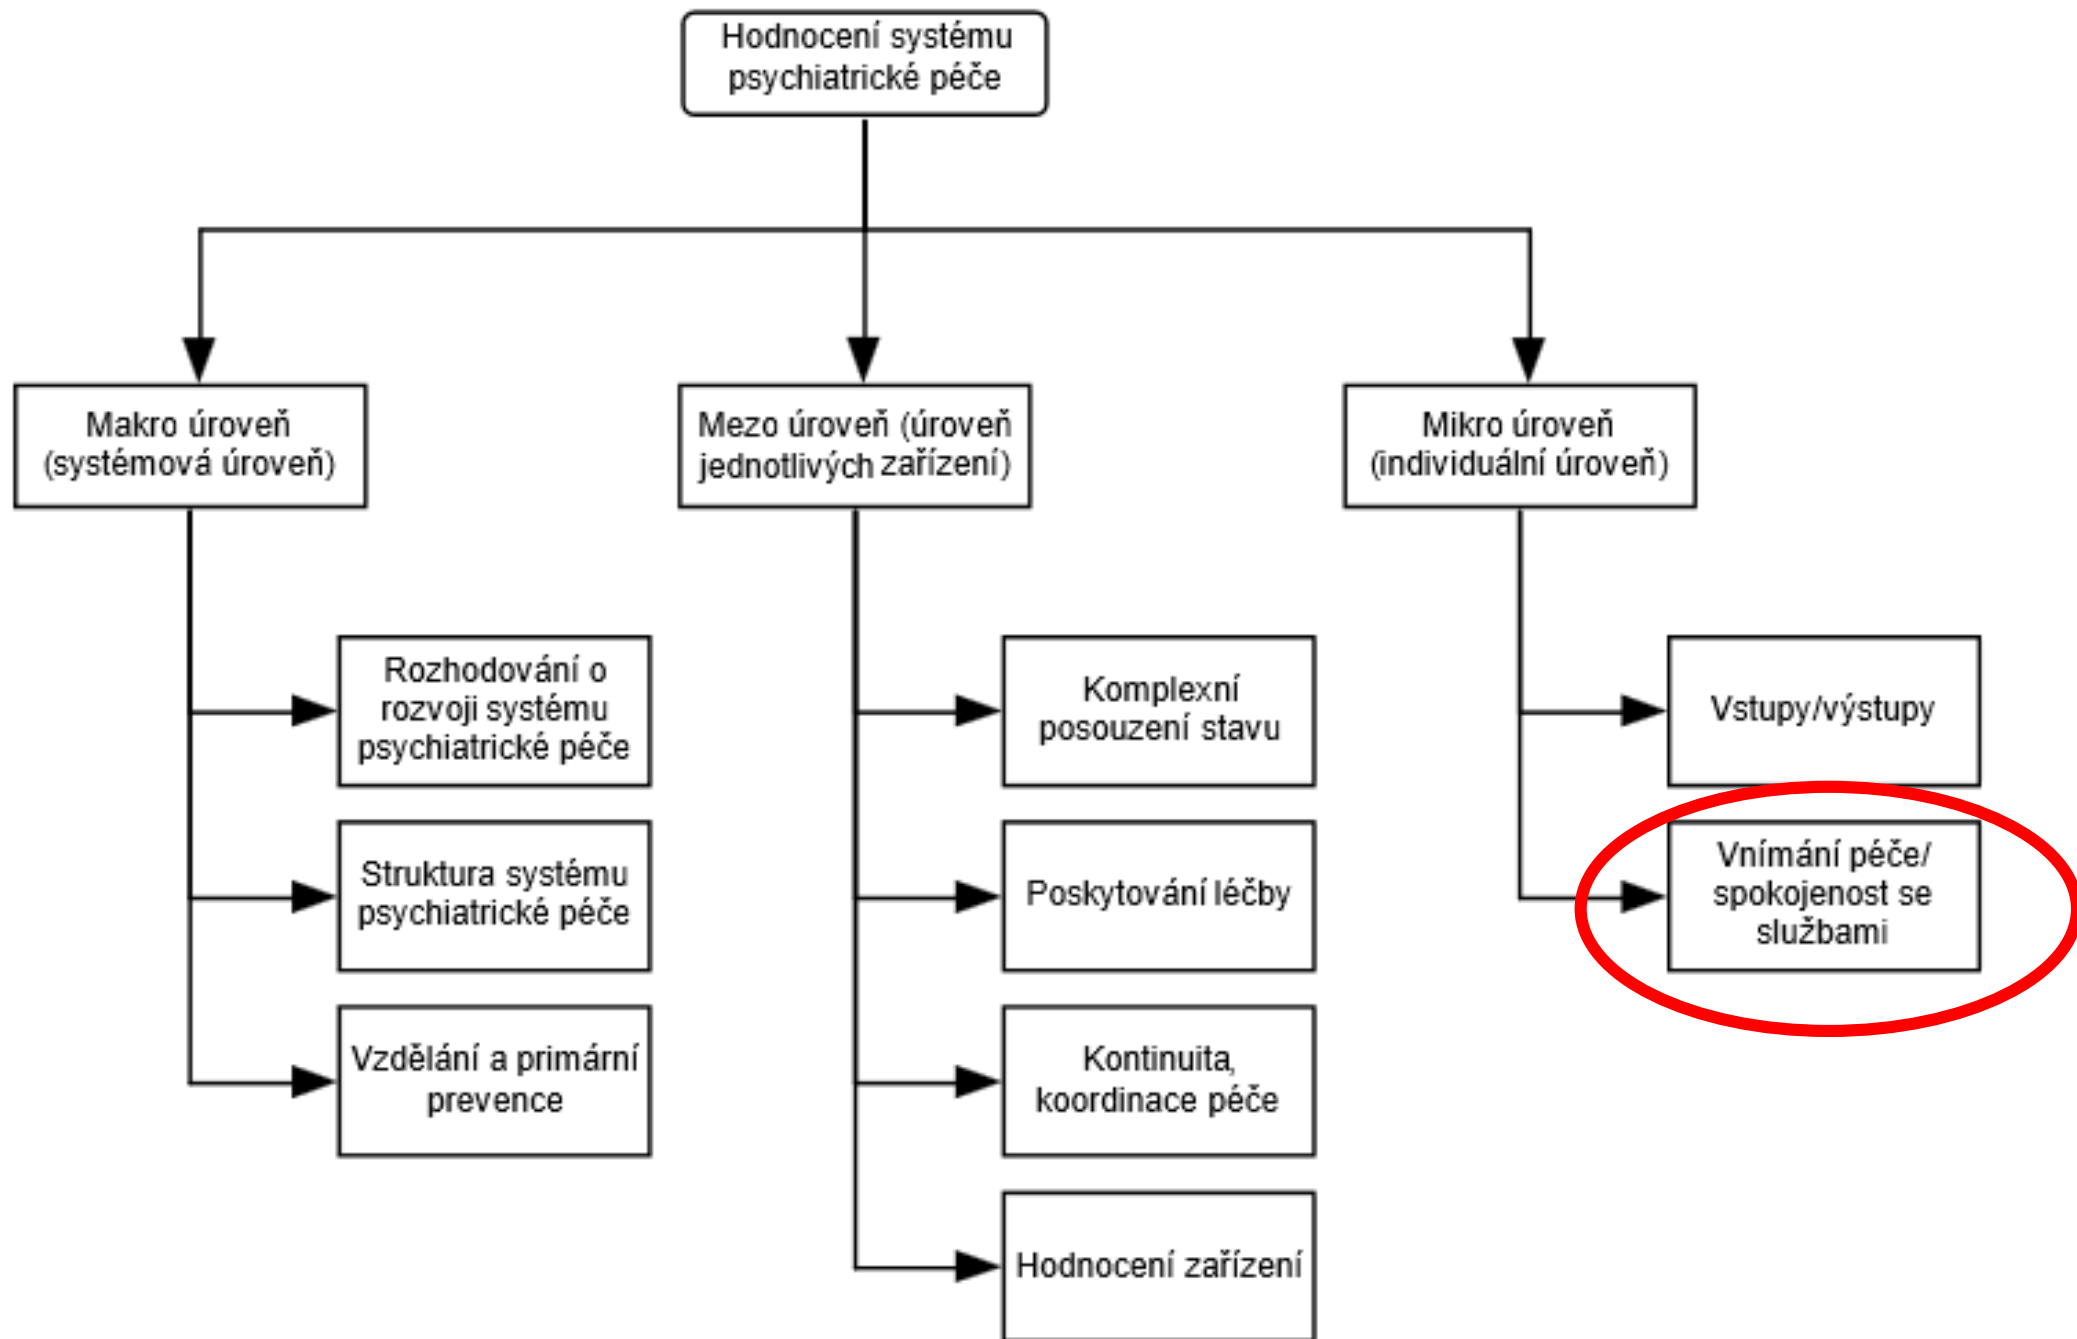 Hodnocení systému
psychiatrické péče
Makro úroveň
(systémová úroveň)
Mezo úroveň (úroveň
jednotlivých zařízení)
Mikro úroveň
(individuální úroveň)
Rozhodování o
rozvoji systému
psychiatrické péče
Struktura systému
psychiatrické péče
Vzdělání a primární
prevence
Komplexní
posouzení stavu
Poskytování léčby
Kontinuita,
koordinace péče
Hodnocení zařízení
Vstupy/výstupy
Vnímání péče/
spokojenost se
službami